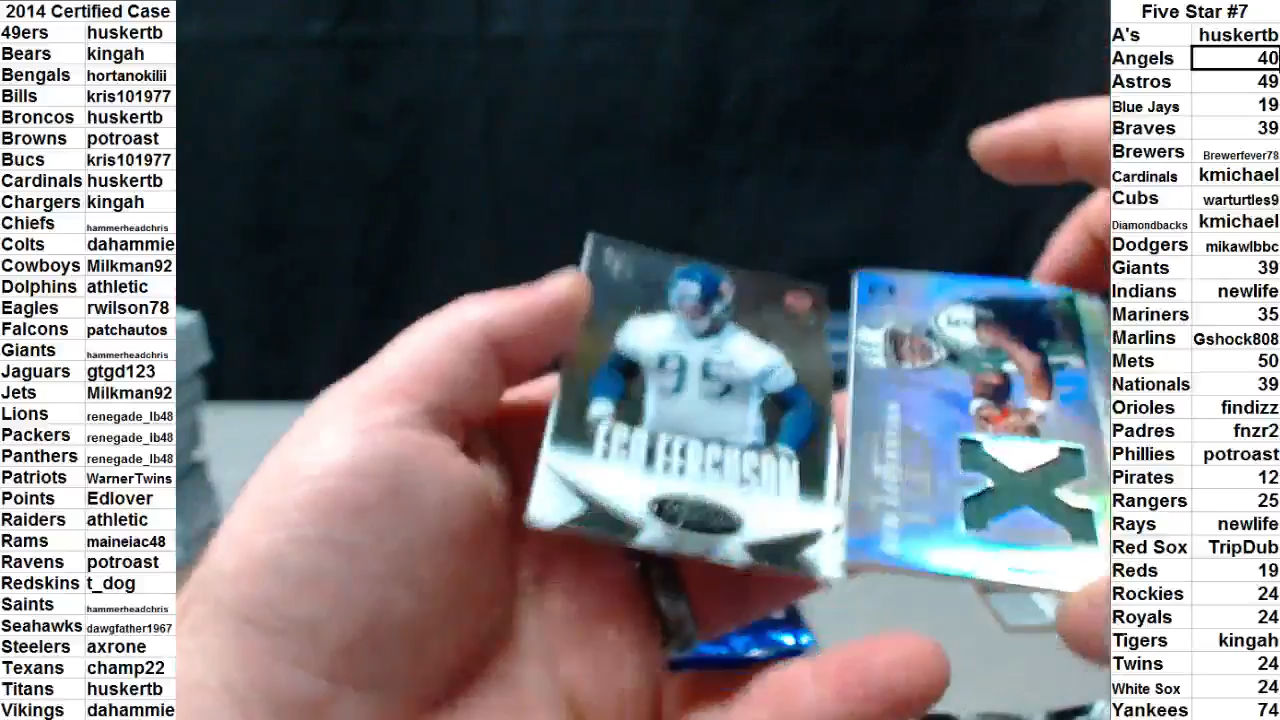 2014 Certified Case
49ers huskertb
Bears kingah
Bengals hortanokilii
Bills kris101977
Broncos huskertb
Browns potroast
Bucs kris101977
Cardinals huskertb
Chargers kingah
Chiefs hammerheadchris
Colts dahammie
Cowboys Milkman92
Dolphins athletic
Eagles rwilson78
Falcons patchautos
Giants hammerheadchris
Jaguars gtgd123
Jets Milkman92
Lions renegade_lb48
Packers renegade_lb48
Panthers renegade_lb48
Patriots WarnerTwins
Points Edlover
Raiders athletic
Rams maineiac48
Ravens potroast
Redskins t_dog
Saints hammerheadchris
Seahawks dawgfather1967
Steelers axrone
Texans champ22
Titans huskertb
Vikings dahammie
95
EGO FERGUSON
Five Star #7
A's huskertb
Angels 40
Astros 49
Blue Jays 19
Braves 39
Brewers Brewerfever78
Cardinals kmichael
Cubs warturtles9
Diamondbacks kmichael
Dodgers mikawlbbc
Giants 39
Indians newlife
Mariners 35
Marlins Gshock808
Mets 50
Nationals 39
Orioles findizz
Padres fnzr2
Phillies potroast
Pirates 12
Rangers 25
Rays newlife
Red Sox TripDub
Reds 19
Rockies 24
Royals 24
Tigers kingah
Twins 24
White Sox 24
Yankees 74